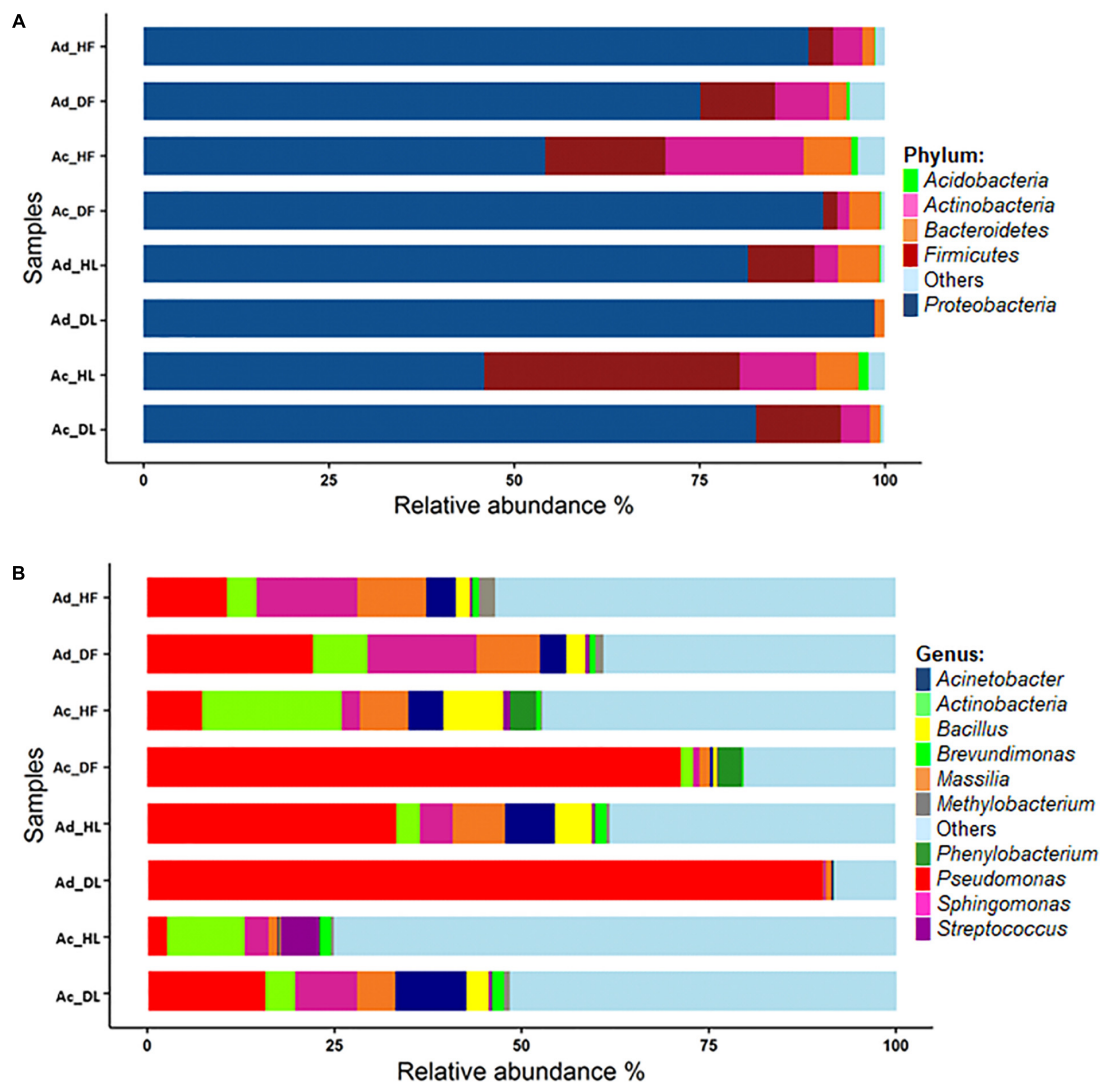 A
Ad_HF
Ad_DF
Ac_HF
Ac_DF
Ad_HL
Ad_DL
Ac_HL
Ac_DL
Samples
0 25 50 75 100
Relative abundance %
Phylum:
Acidobacteria
Actinobacteria
Bacteroidetes
Firmicutes
Others
Proteobacteria
B
Ad_HF
Ad_DF
Ac_HF
Ac_DF
Ad_HL
Ad_DL
Ac_HL
Ac_DL
Samples
0 25 50 75 100
Relative abundance %
Genus:
Acinetobacter
Actinobacteria
Bacillus
Brevundimonas
Massilia
Methylobacterium
Others
Phenylobacterium
Pseudomonas
Sphingomonas
Streptococcus